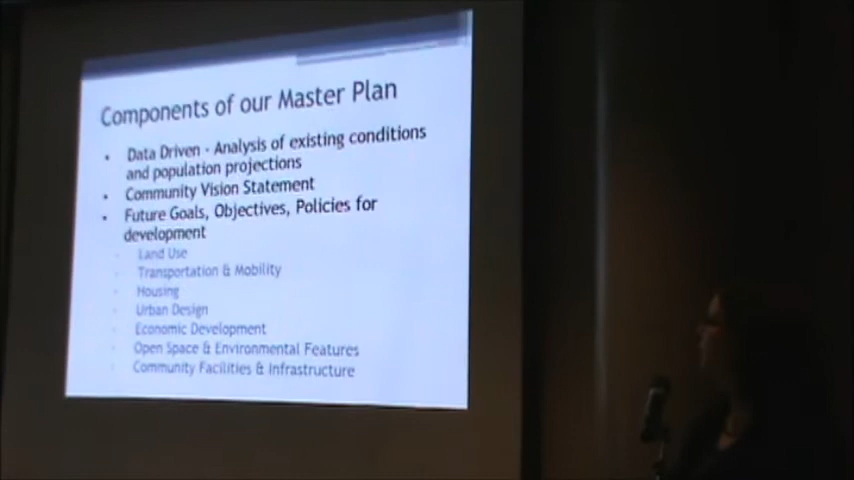 Components of our Master Plan
• Data Driven - Analysis of existing conditions
and population projections
• Community Vision Statement
• Future Goals, Objectives, Policies for
development
Land Use
Transportation & Mobility
Housing
Urban Design
Economic Development
Open Space & Environmental Features
Community Facilities & Infrastructure